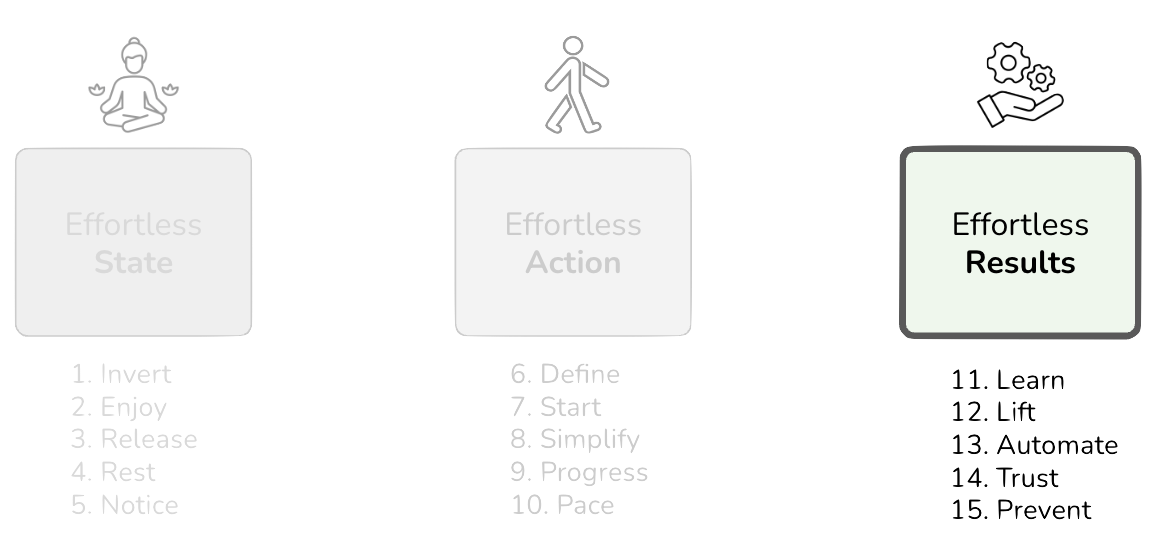 Effortless
State
1. Invert
2. Enjoy
3. Release
4. Rest
5. Notice
Effortless
Action
6. Define
7. Start
8. Simplify
9. Progress
10. Pace
Effortless
Results
11. Learn
12. Lift
13. Automate
14. Trust
15. Prevent